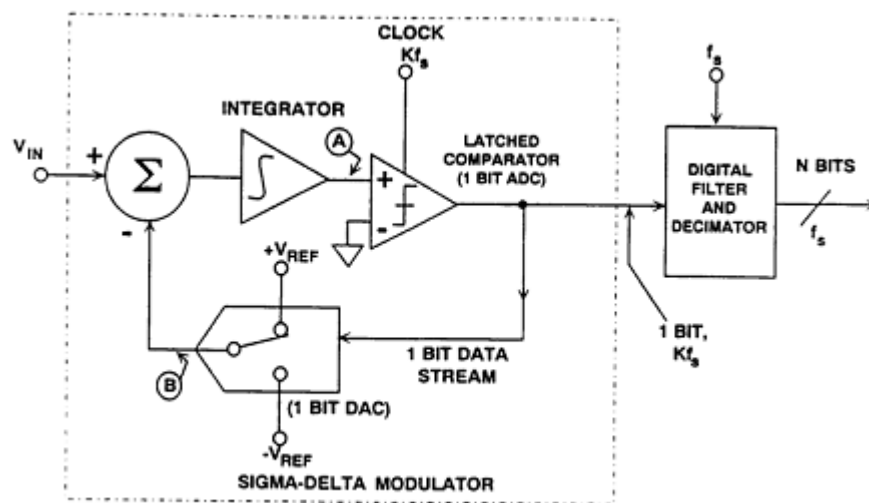 CLOCK
Kfs
fs
INTEGRATOR
VIN
+
Σ
-
∫
A
+
-
LATCHED
COMPARATOR
(1 BIT ADC)
DIGITAL
FILTER
AND
DECIMATOR
N BITS
fs
+VREF
B
1 BIT DATA
STREAM
1 BIT,
Kfs
(1 BIT DAC)
-VREF
SIGMA-DELTA MODULATOR